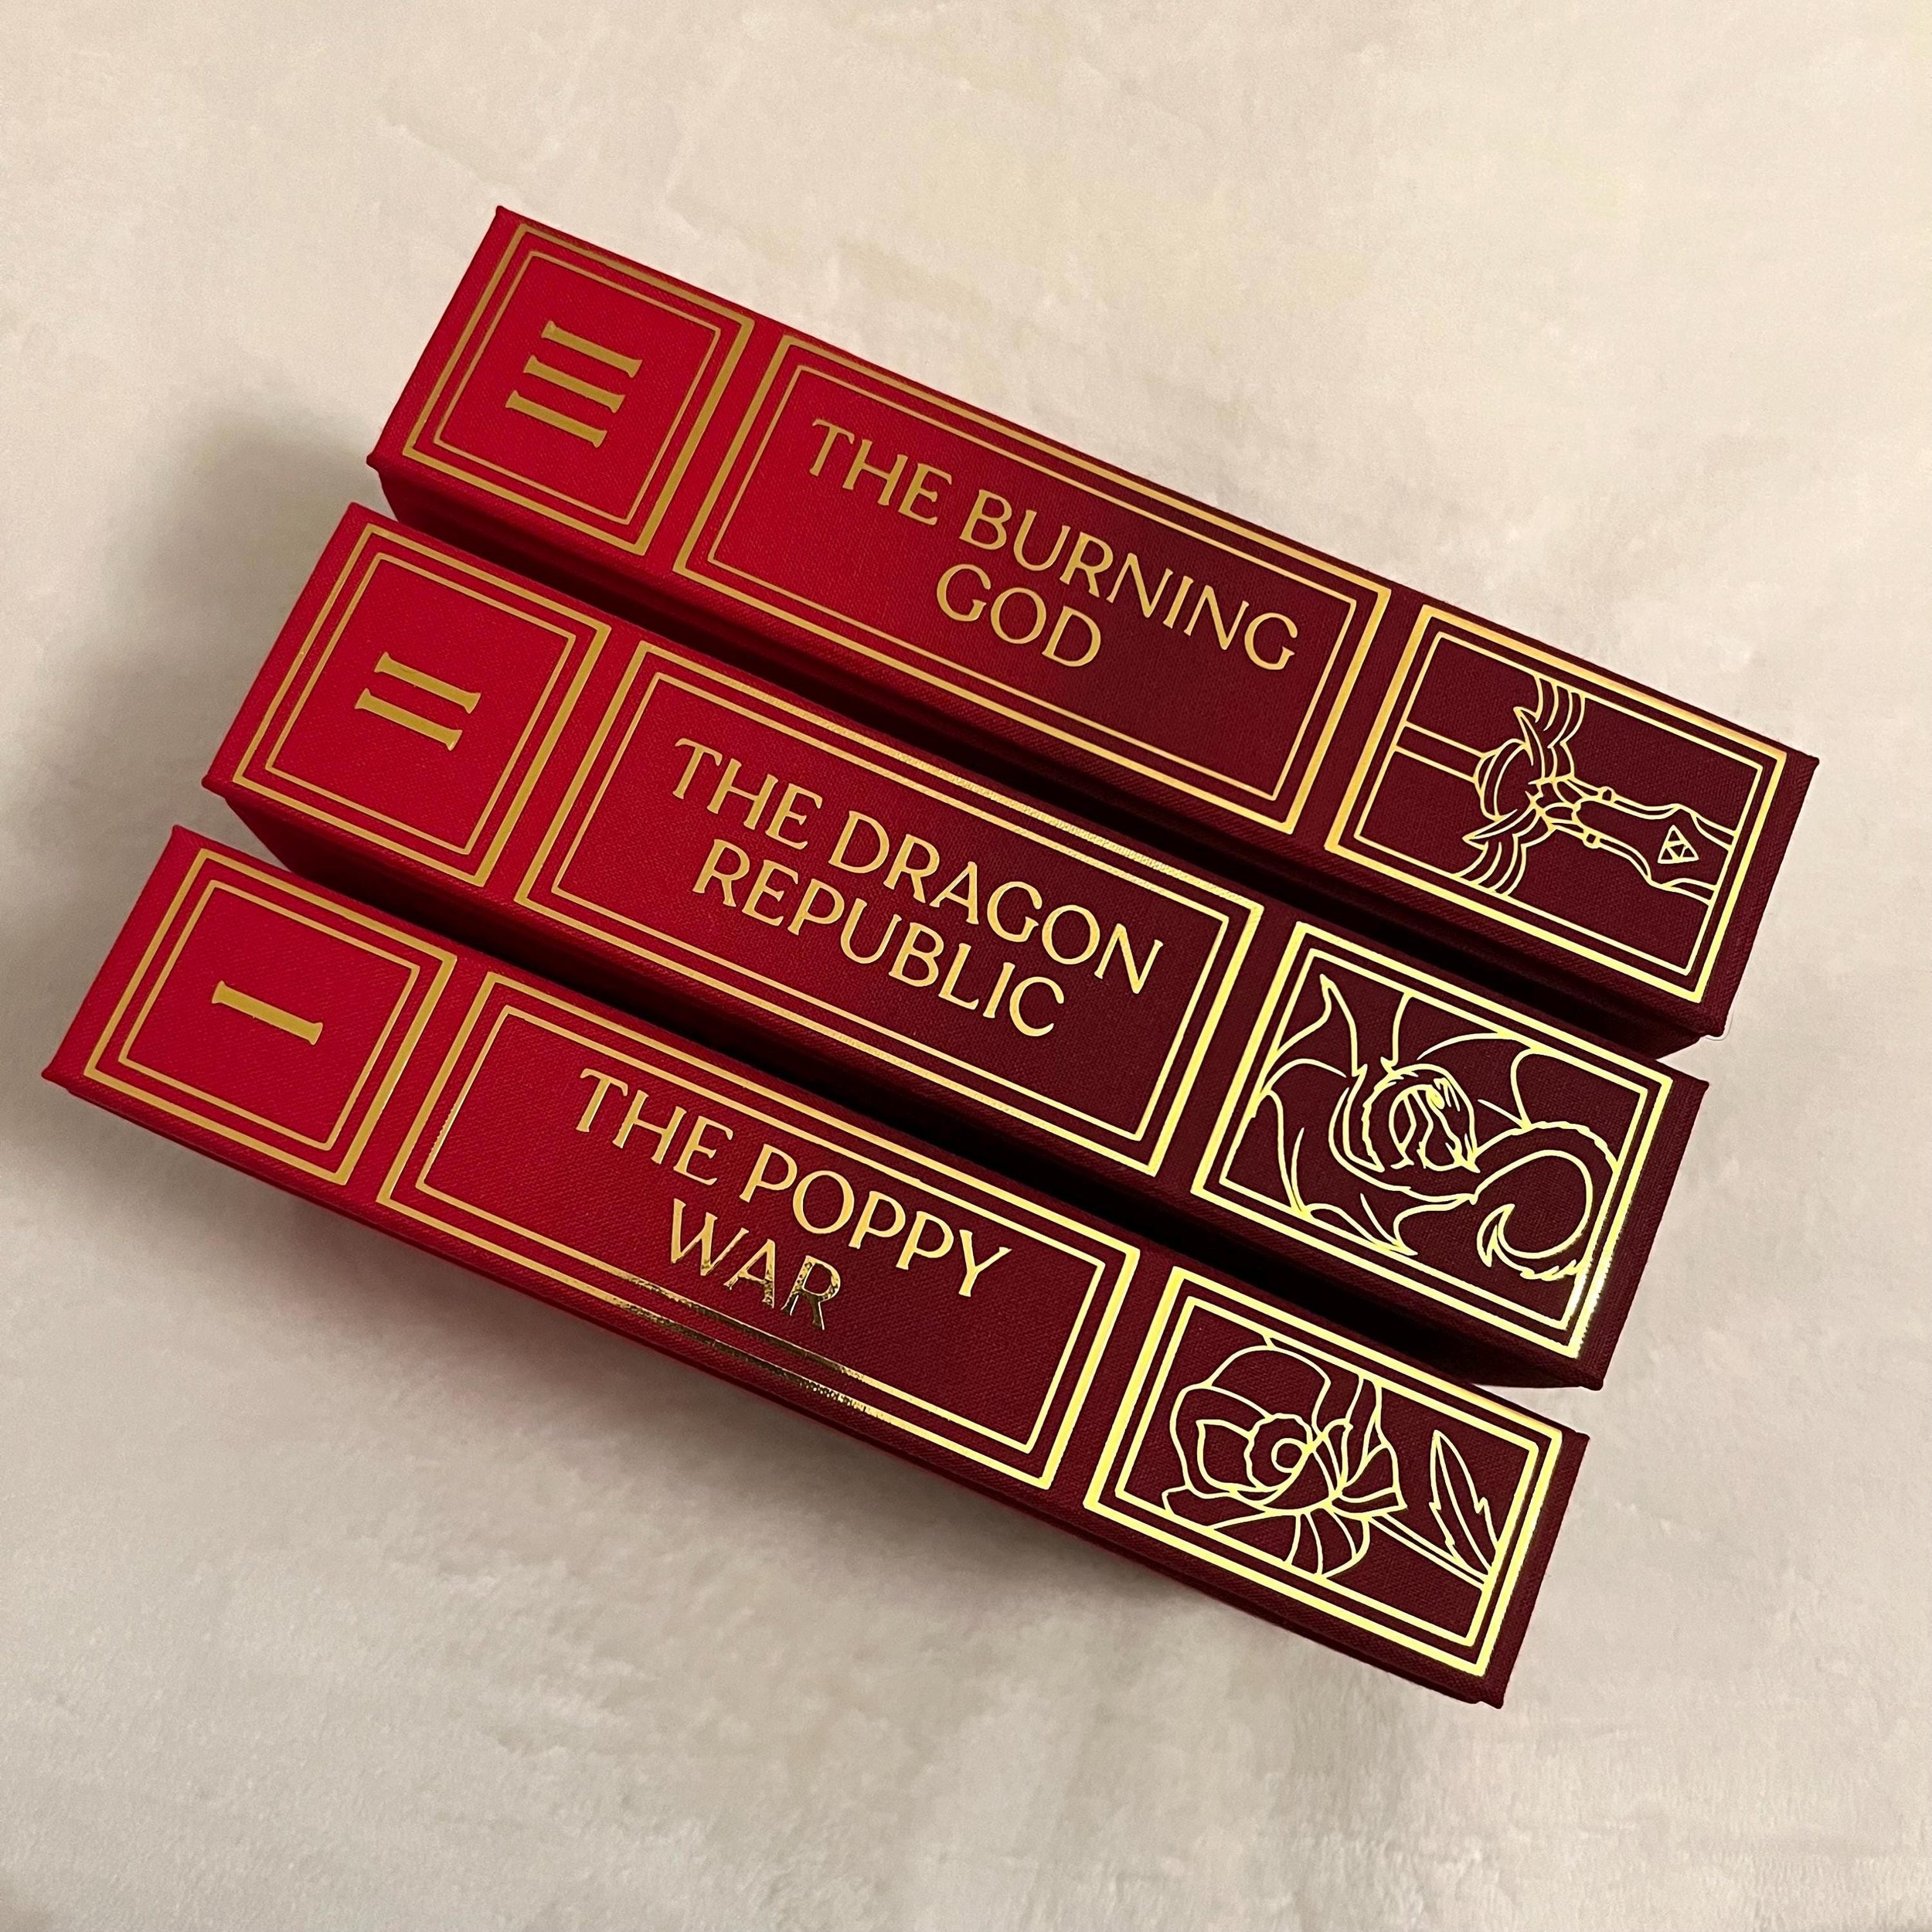 III
THE BURNING
GOD
II
THE DRAGON
REPUBLIC
I
THE POPPY
WAR